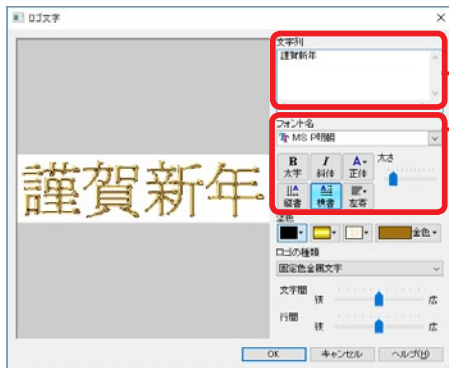 ロゴ文字
文字列
謹賀新年
フォント名
MS P明朝
B I A 太さ
太字 斜体 正体
縦書 横書 左寄
謹賀新年
塗色
金色
ロゴの種類
固定色金属文字
文字間
狭 広
行間
狭 広
OK キャンセル ヘルプ(H)